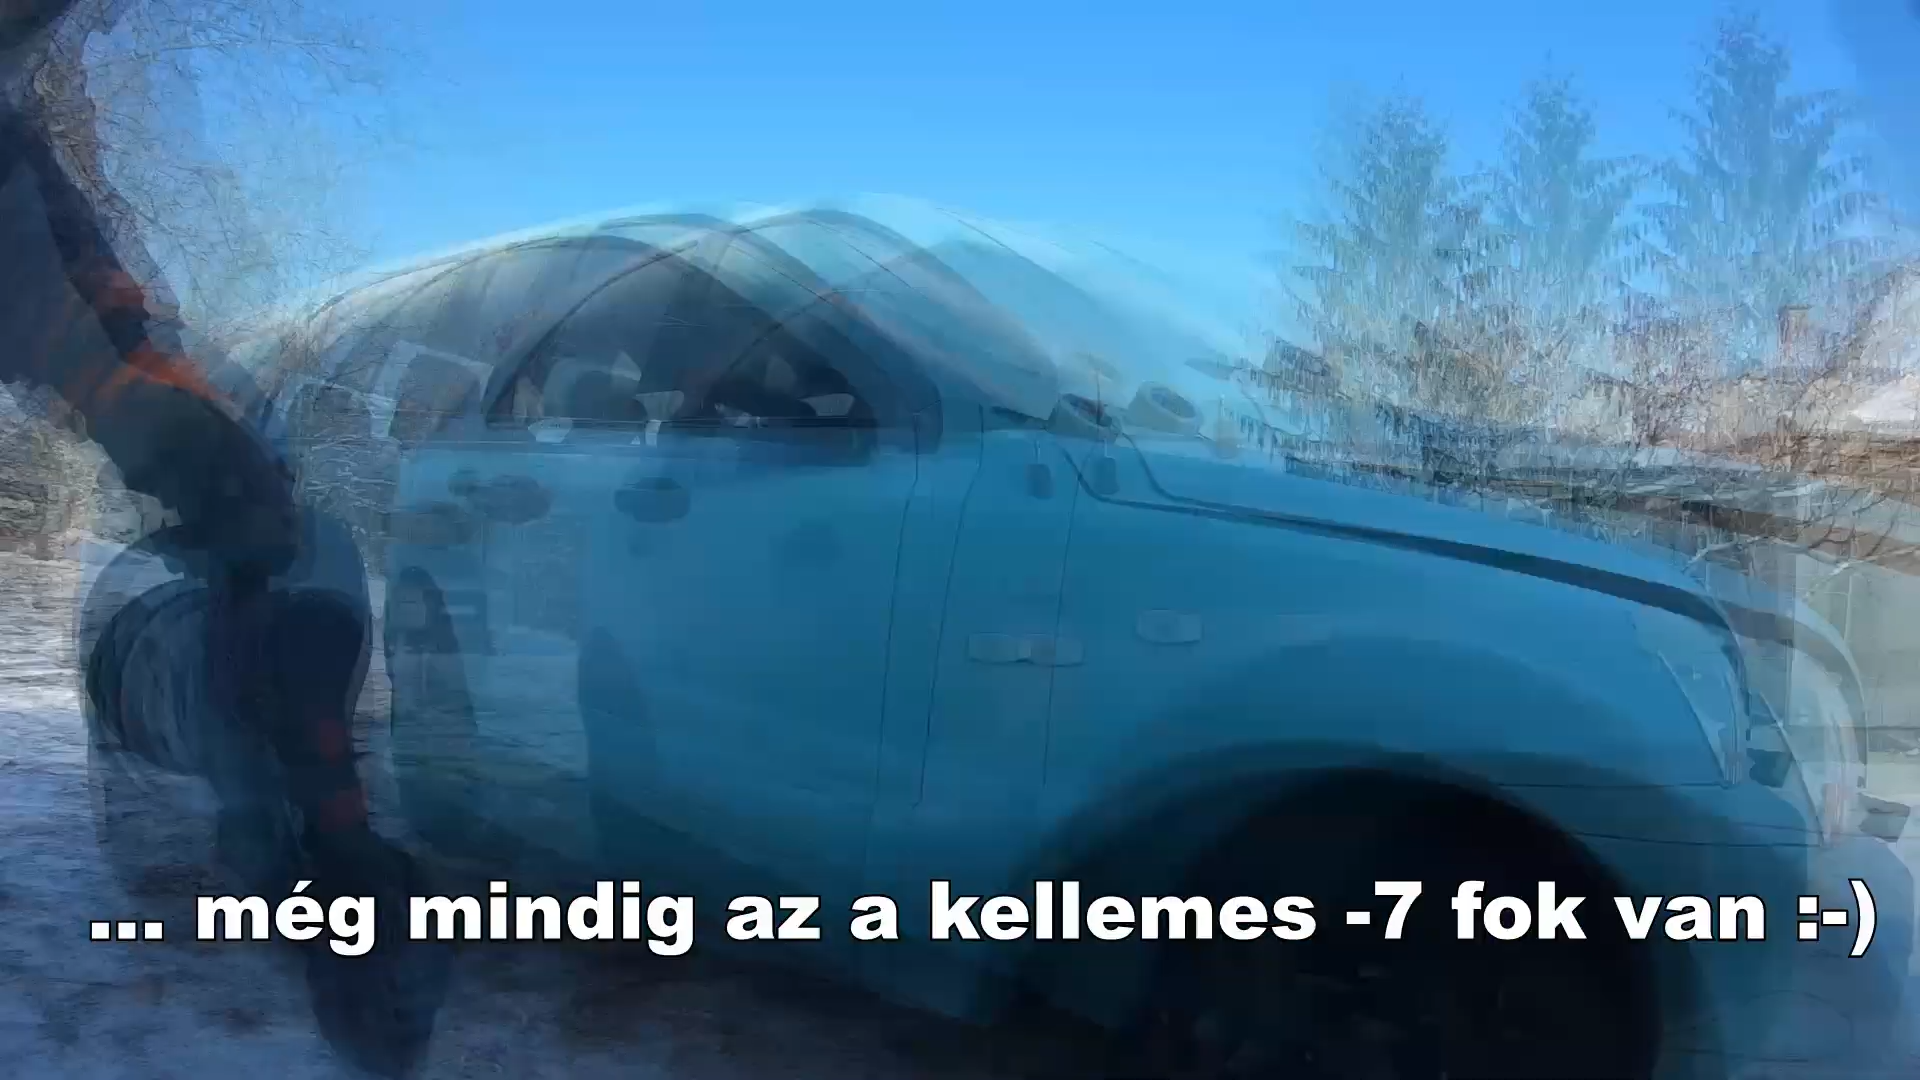 ... még mindig az a kellemes -7 fok van :-)